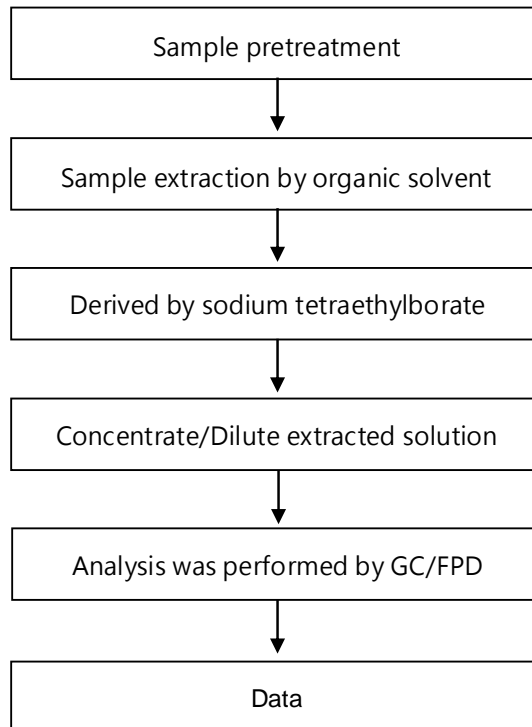 Sample pretreatment
Sample extraction by organic solvent
Derived by sodium tetraethylborate
Concentrate/Dilute extracted solution
Analysis was performed by GC/FPD
Data